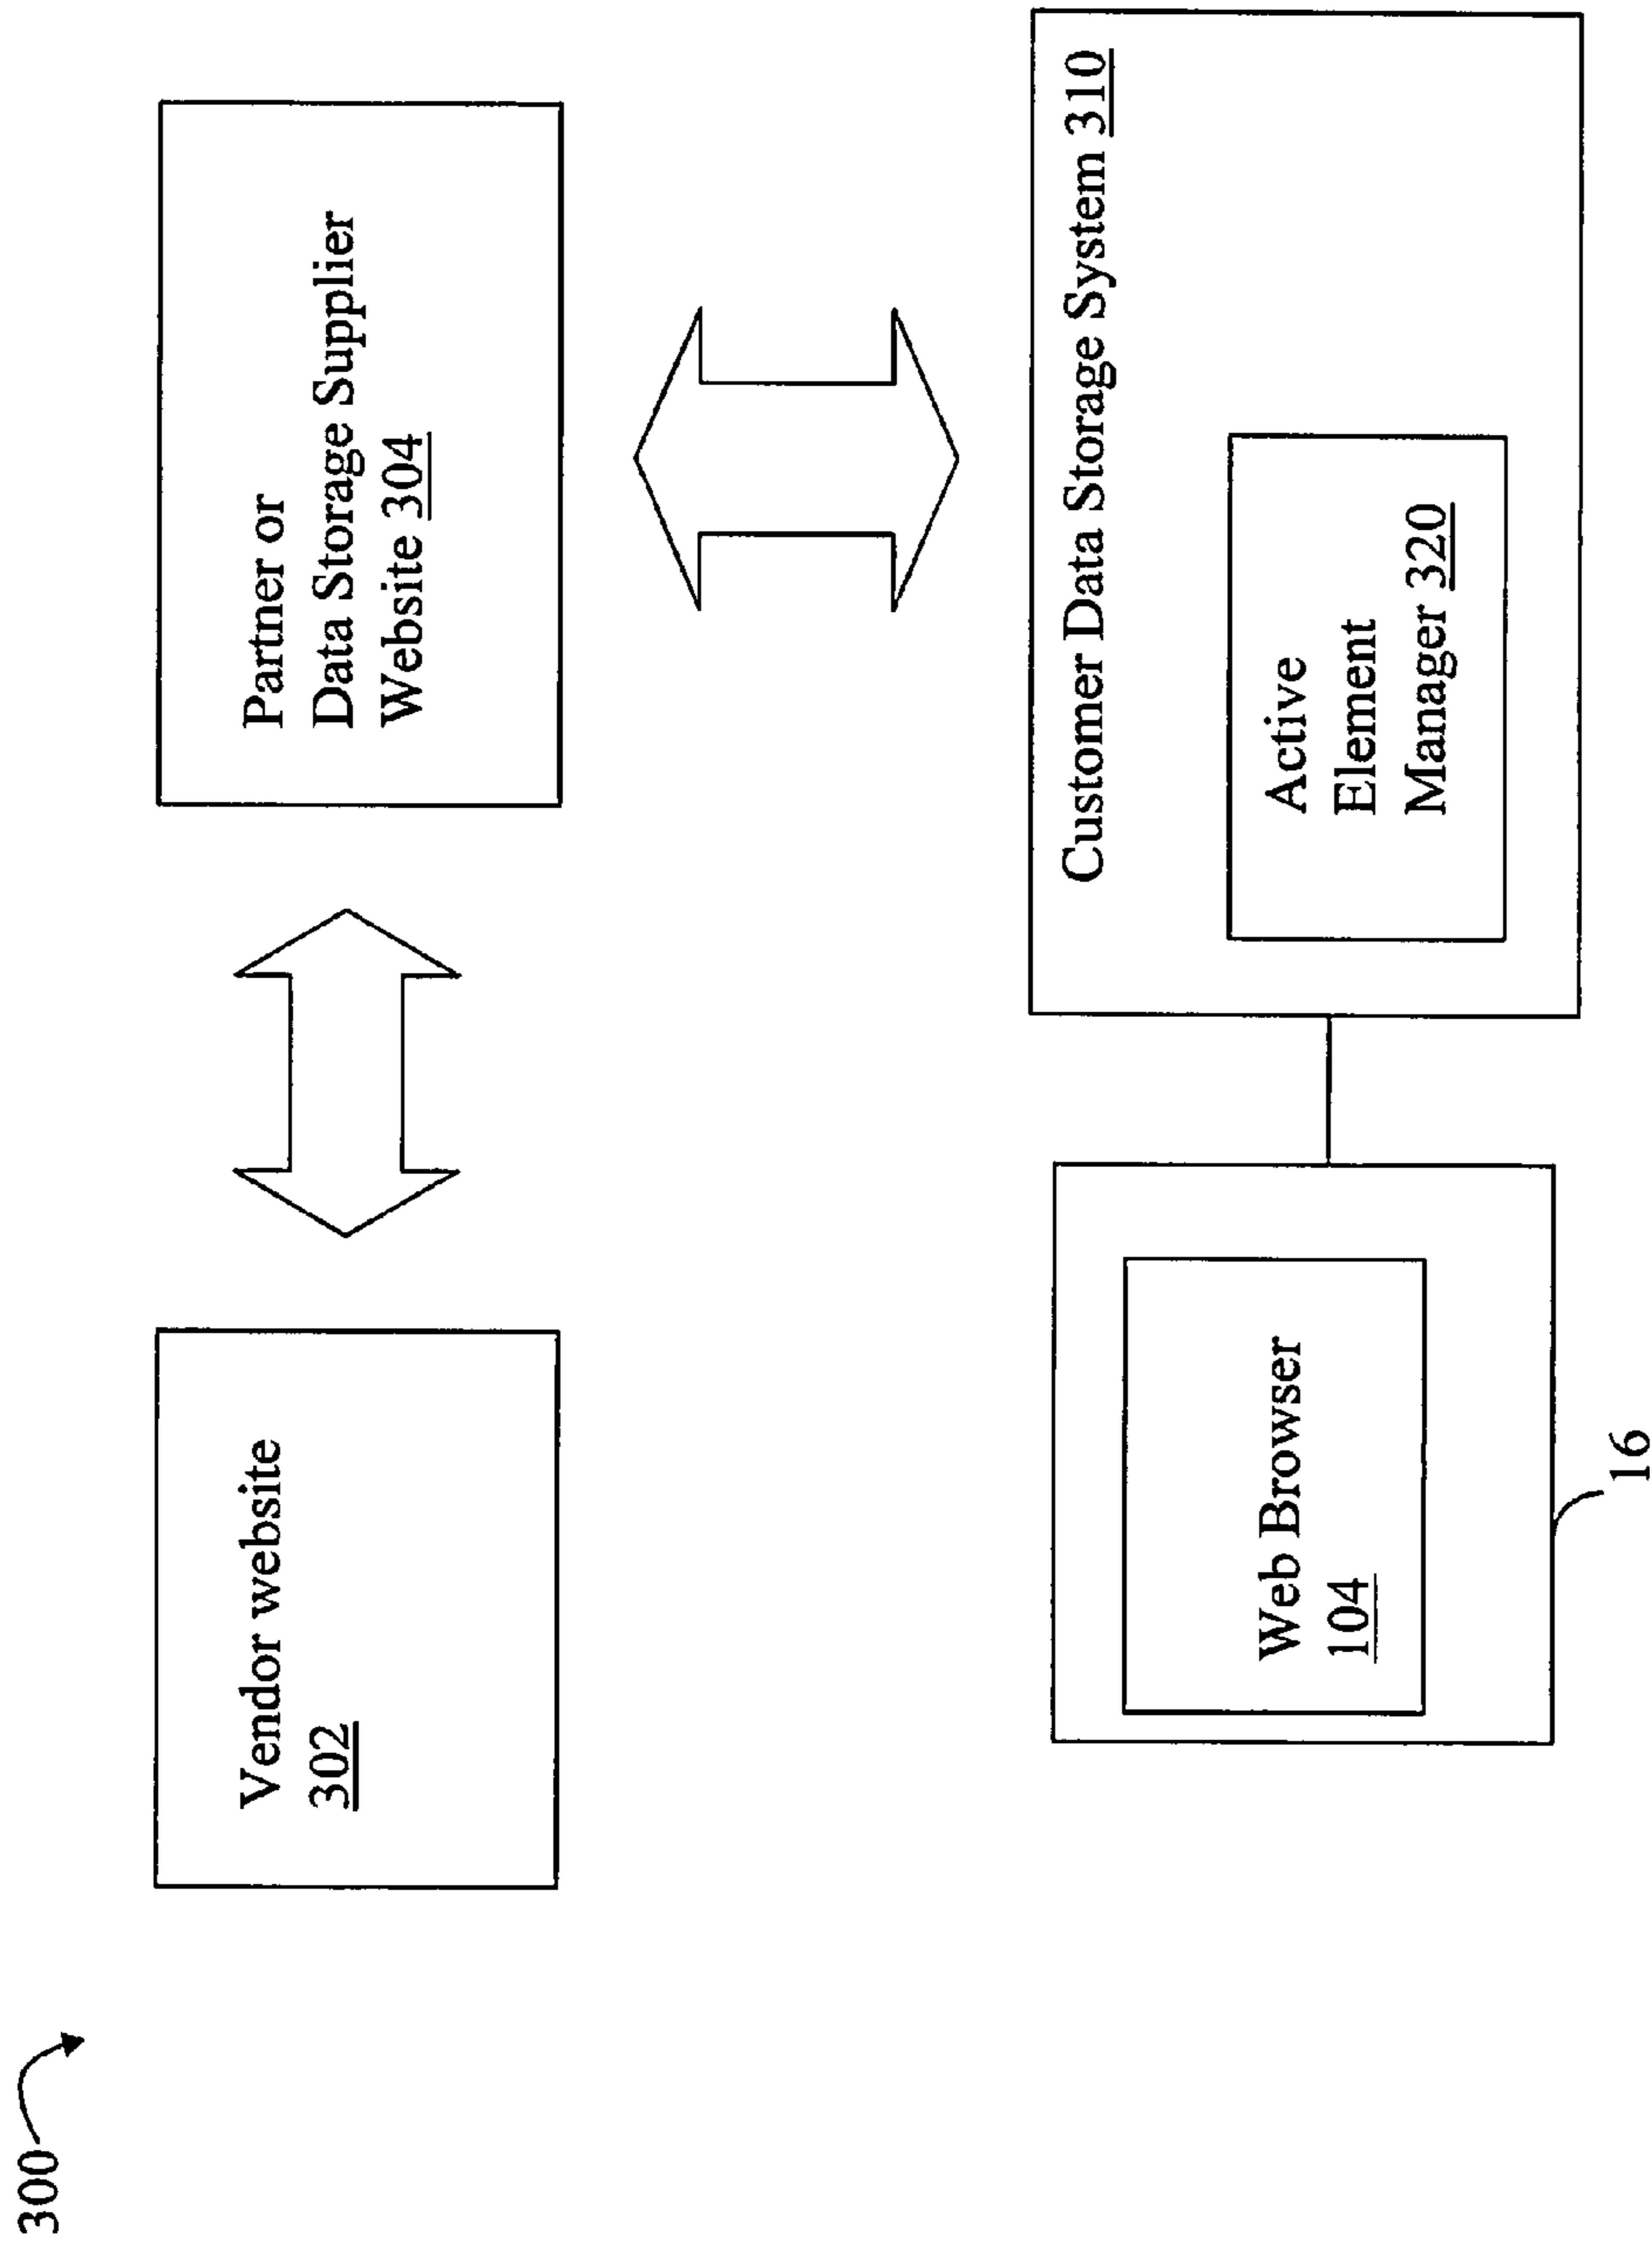 300
Vendor website
302
Partner or
Data Storage Supplier
Website 304
Web Browser
104
16
Customer Data Storage System 310
Active
Element
Manager 320